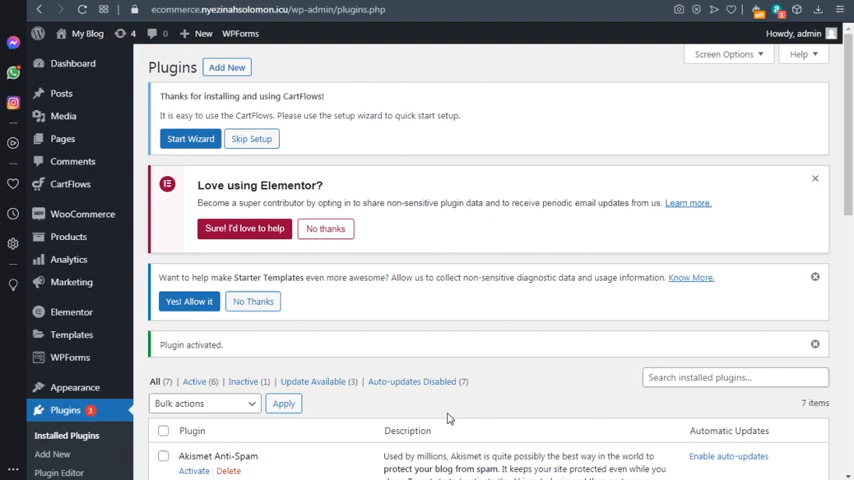 ecommerce.nyezinahsolomon.icu/wp-admin/plugins.php
My Blog 4 0 New WPForms Howdy, admin
Screen Options Help
Dashboard
Posts
Media
Pages
Comments
CartFlows
WooCommerce
Products
Analytics
Marketing
Elementor
Templates
WPForms
Appearance
Plugins 3
Installed Plugins
Add New
Plugin Editor
Plugins Add New
Thanks for installing and using CartFlows!
It is easy to use the CartFlows. Please use the setup wizard to quick start setup.
Start Wizard Skip Setup
Love using Elementor?
Become a super contributor by opting in to share non-sensitive plugin data and to receive periodic email updates from us. Learn more.
Sure! I'd love to help No thanks
Want to help make Starter Templates even more awesome? Allow us to collect non-sensitive diagnostic data and usage information. Know More.
Yes! Allow it No Thanks
Plugin activated.
All (7) | Active (6) | Inactive (1) | Update Available (3) | Auto-updates Disabled (7)
Search installed plugins...
Bulk actions Apply 7 items
Plugin Description Automatic Updates
Akismet Anti-Spam Used by millions, Akismet is quite possibly the best way in the world to Enable auto-updates
protect your blog from spam. It keeps your site protected even while
Activate | Delete